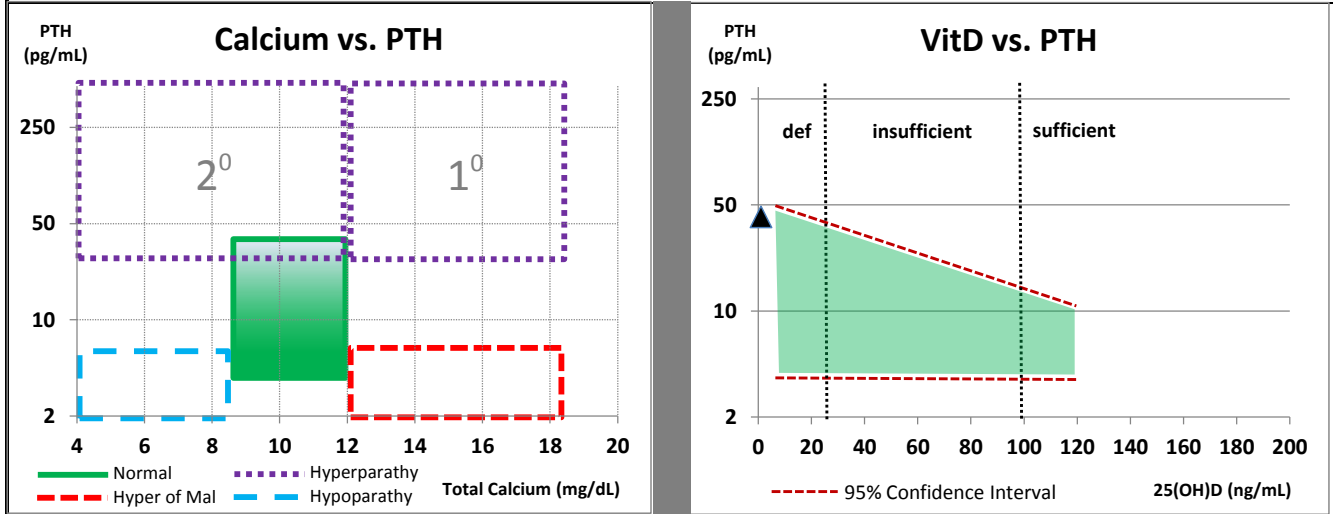 PTH
(pg/mL)
Calcium vs. PTH
250
50
10
2
2⁰
1⁰
4 6 8 10 12 14 16 18 20
Normal
Hyperparathy
Hyper of Mal
Hypoparathy
Total Calcium (mg/dL)
PTH
(pg/mL)
VitD vs. PTH
250
50
10
2
def insufficient sufficient
0 20 40 60 80 100 120 140 160 180 200
95% Confidence Interval
25(OH)D (ng/mL)